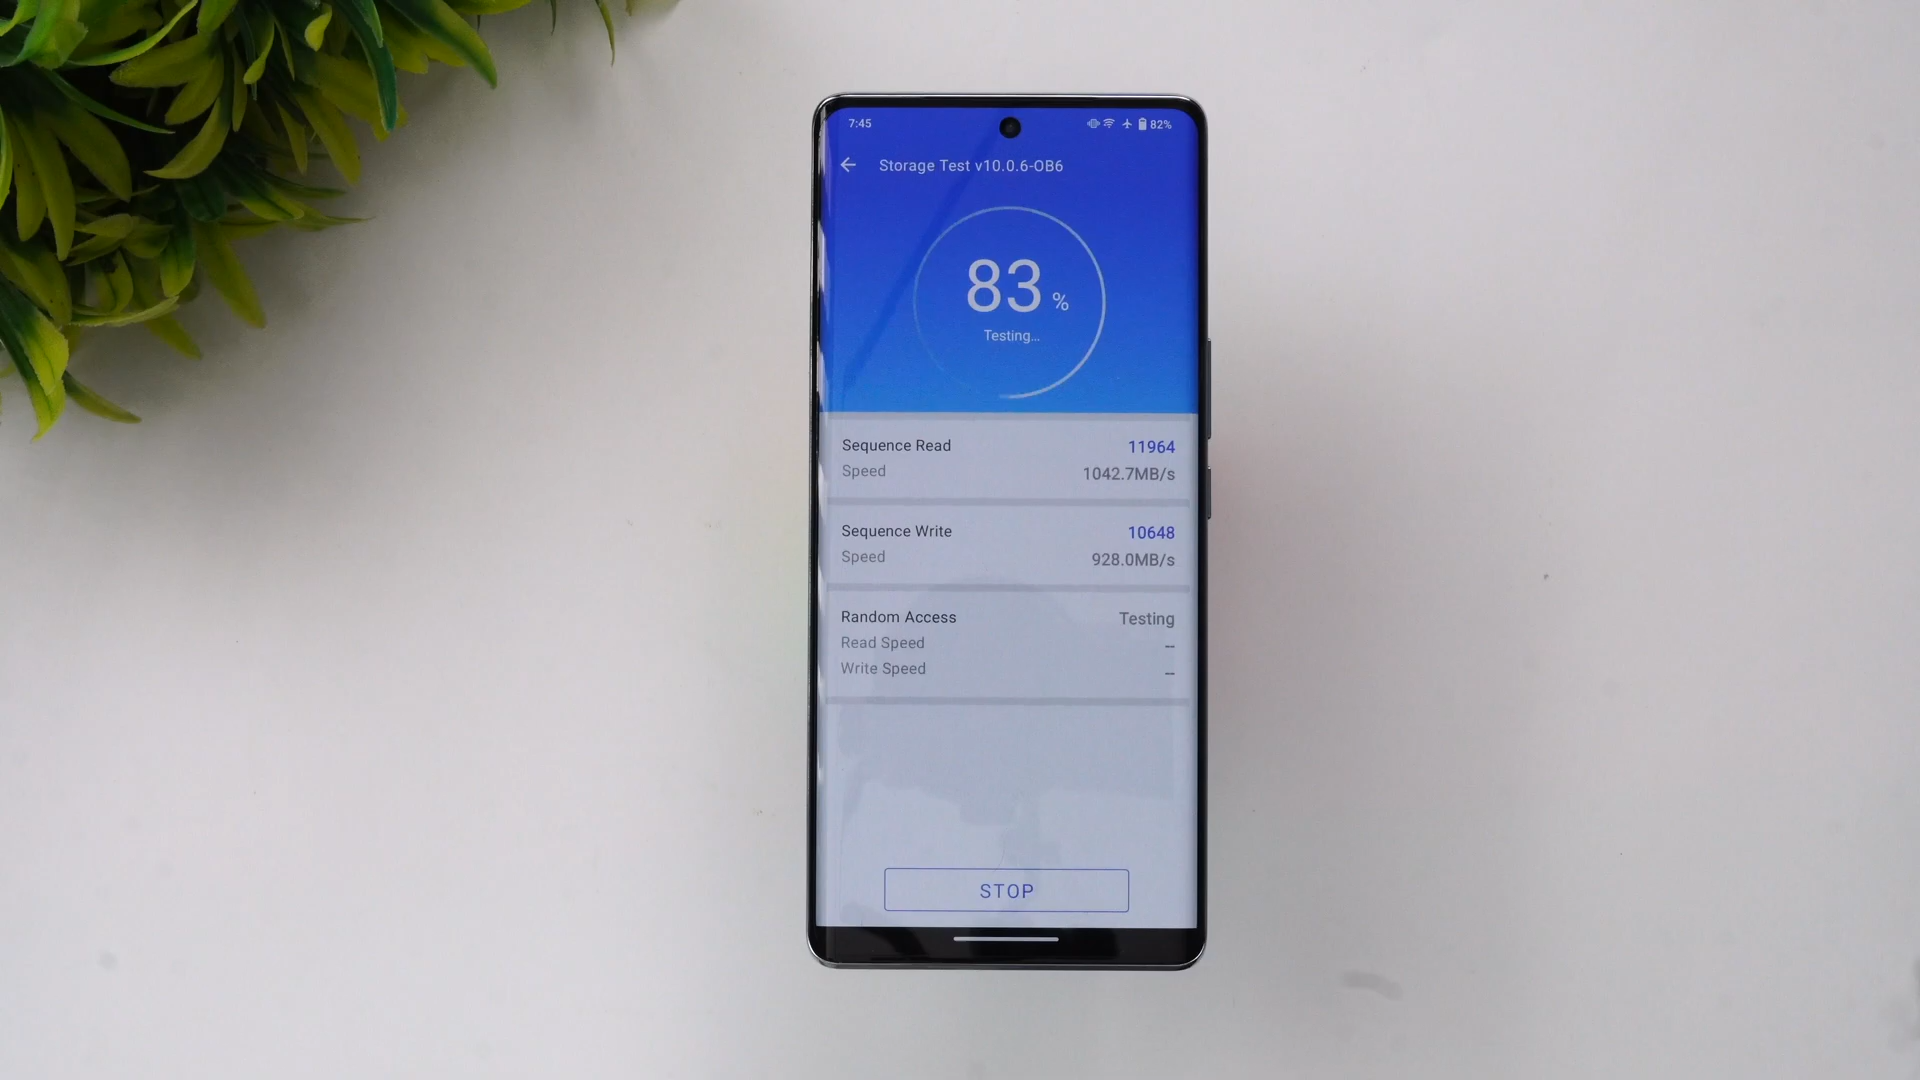 7:45 82%
Storage Test v10.0.6-OB6
83 %
Testing...
Sequence Read 11964
Speed 1042.7MB/s
Sequence Write 10648
Speed 928.0MB/s
Random Access Testing
Read Speed --
Write Speed --
STOP